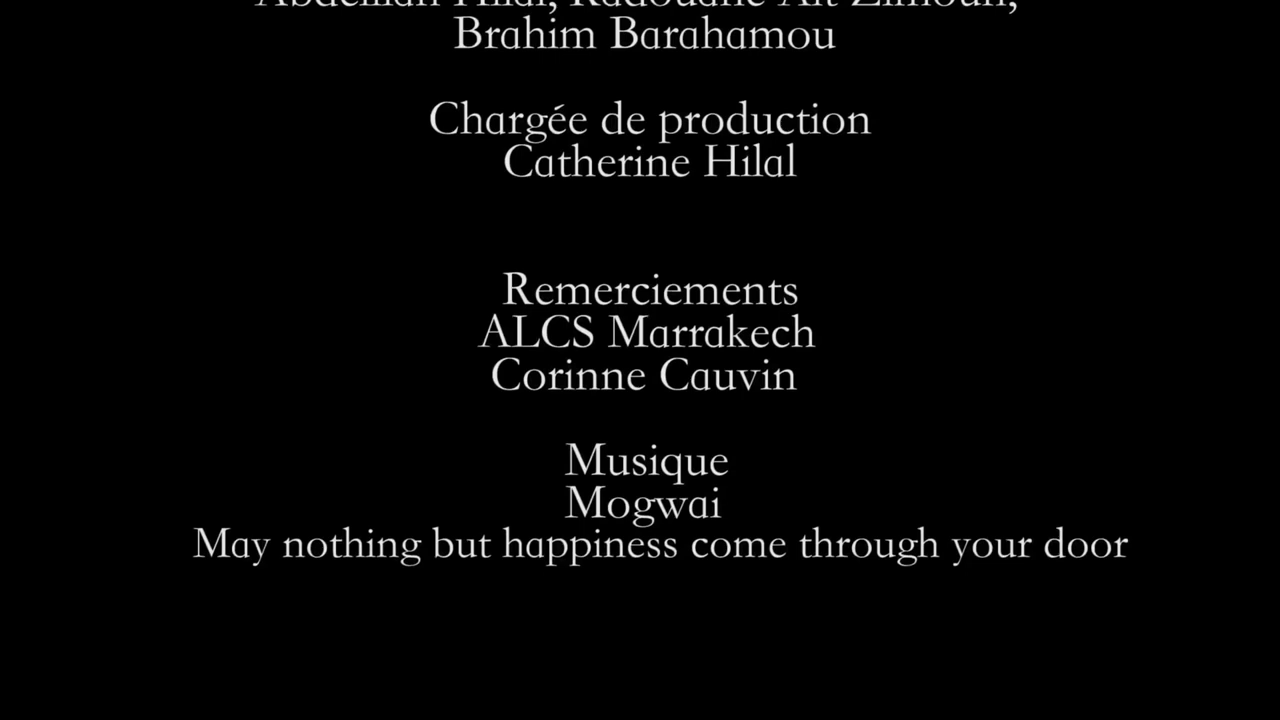 Brahim Barahamou
Chargée de production
Catherine Hilal
Remerciements
ALCS Marrakech
Corinne Cauvin
Musique
Mogwai
May nothing but happiness come through your door